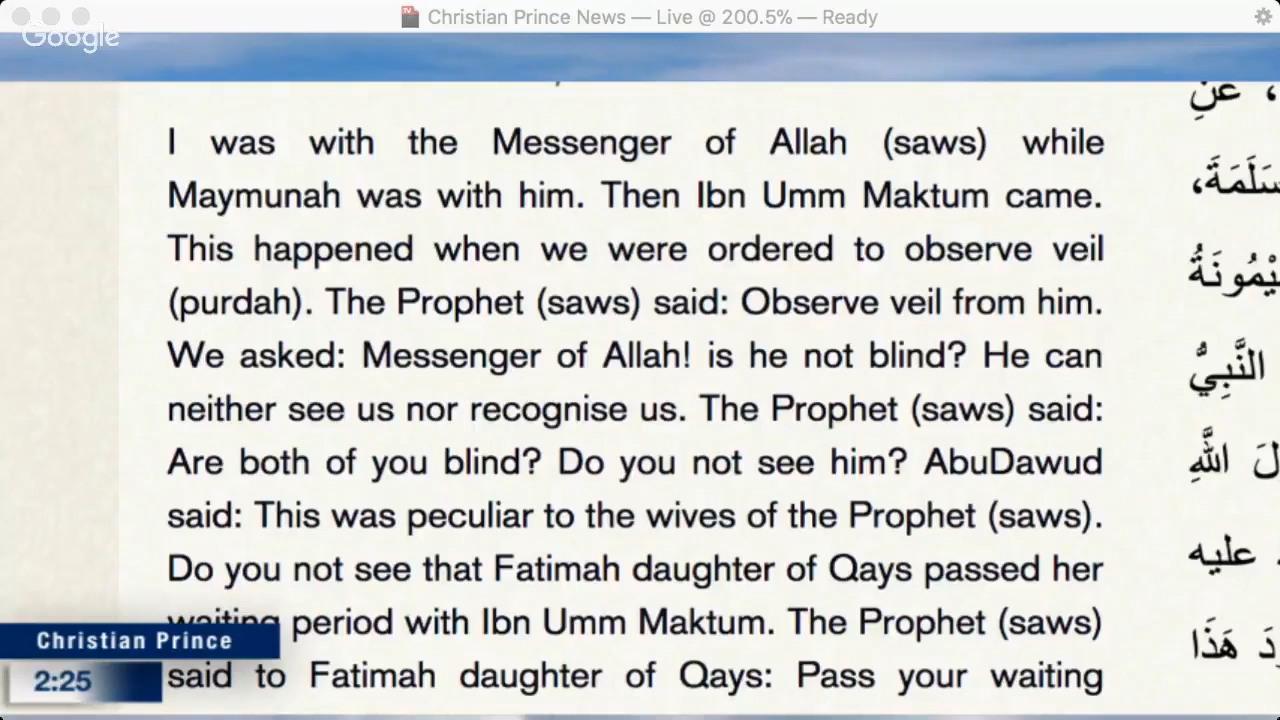 Christian Prince News — Live @ 200.5% — Ready
Google
I was with the Messenger of Allah (saws) while
Maymunah was with him. Then Ibn Umm Maktum came.
This happened when we were ordered to observe veil
(purdah). The Prophet (saws) said: Observe veil from him.
We asked: Messenger of Allah! is he not blind? He can
neither see us nor recognise us. The Prophet (saws) said:
Are both of you blind? Do you not see him? AbuDawud
said: This was peculiar to the wives of the Prophet (saws).
Do you not see that Fatimah daughter of Qays passed her
waiting period with Ibn Umm Maktum. The Prophet (saws)
said to Fatimah daughter of Qays: Pass your waiting
، عَنِ
النَّبِيُّ
اللَّهِ
عليه
هَذَا
Christian Prince
2:25